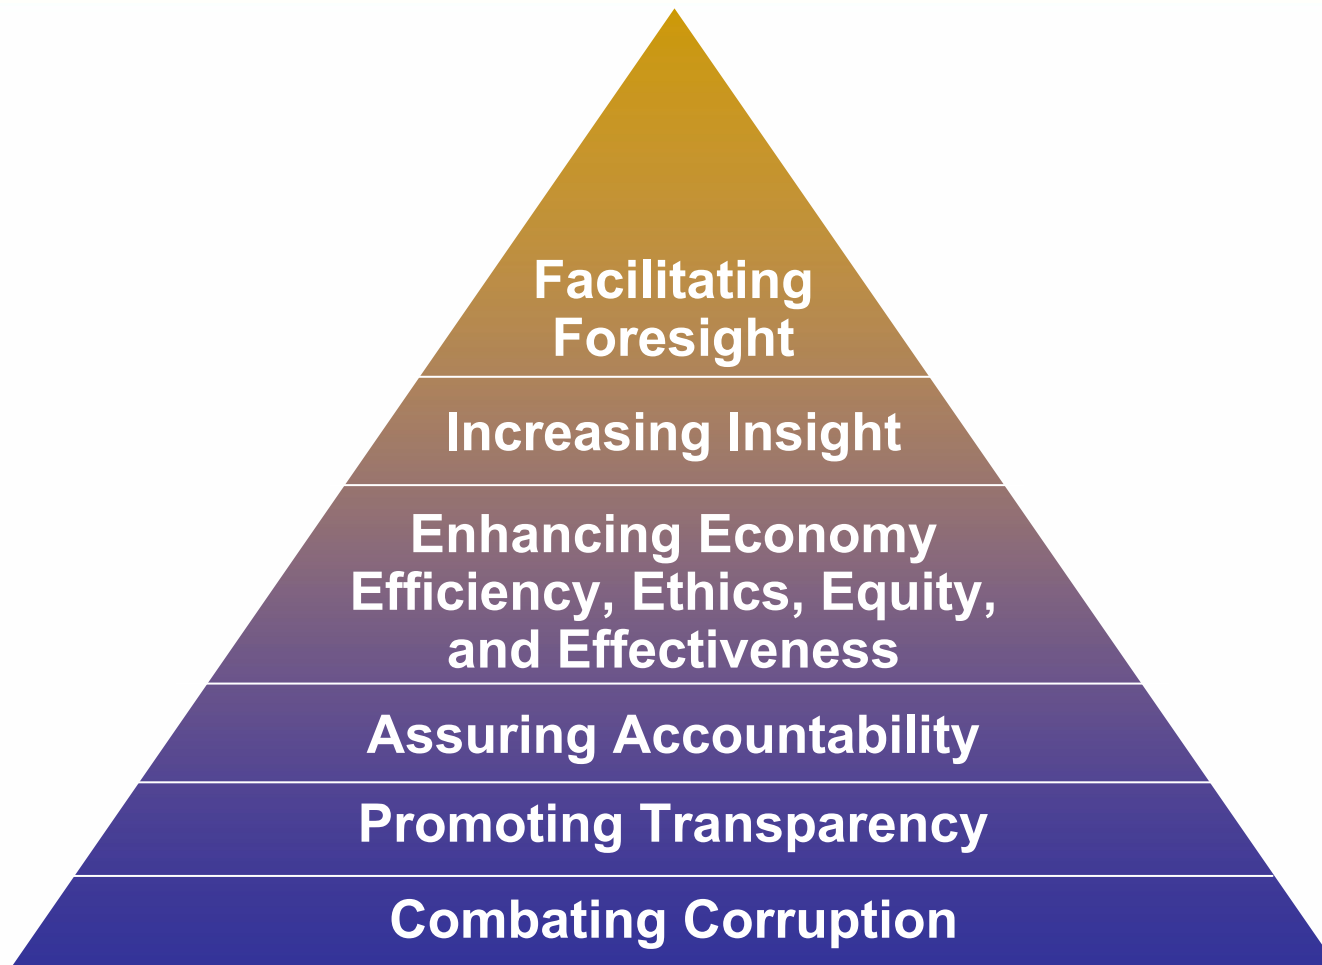 Facilitating
Foresight
Increasing Insight
Enhancing Economy
Efficiency, Ethics, Equity,
and Effectiveness
Assuring Accountability
Promoting Transparency
Combating Corruption